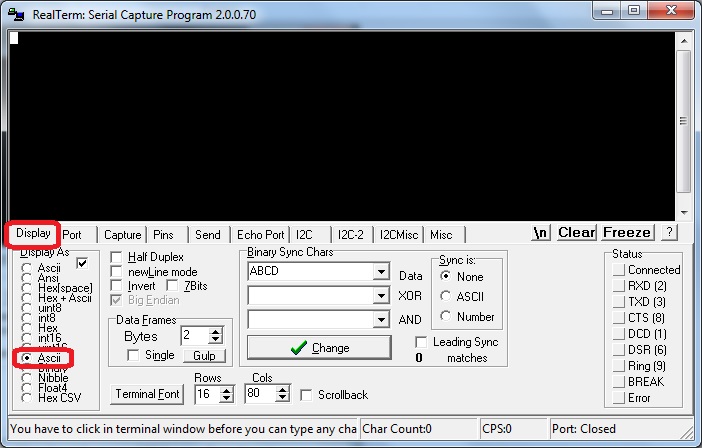 RealTerm: Serial Capture Program 2.0.0.70
Display Port Capture Pins Send Echo Port I2C I2C-2 I2CMisc Misc \n Clear Freeze ?
Display As
Ascii
Ansi
Hex[space]
Hex + Ascii
uint8
int8
Hex
int16
uint16
Ascii
Binary
Nibble
Float4
Hex CSV
Half Duplex
newLine mode
Invert 7Bits
Big Endian
Data Frames
Bytes 2
Single Gulp
Terminal Font
Rows
16
Cols
80
Scrollback
Binary Sync Chars
ABCD Data
XOR
AND
Change
Sync is:
None
ASCII
Number
Leading Sync
0 matches
Status
Connected
RXD (2)
TXD (3)
CTS (8)
DCD (1)
DSR (6)
Ring (9)
BREAK
Error
You have to click in terminal window before you can type any cha Char Count:0 CPS:0 Port: Closed